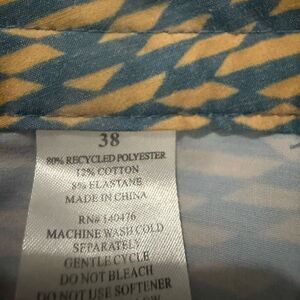 38
80% RECYCLED POLYESTER
12% COTTON
8% ELASTANE
MADE IN CHINA
RN# 140476
MACHINE WASH COLD
SEPARATELY
GENTLE CYCLE
DO NOT BLEACH
DO NOT USE SOFTENER